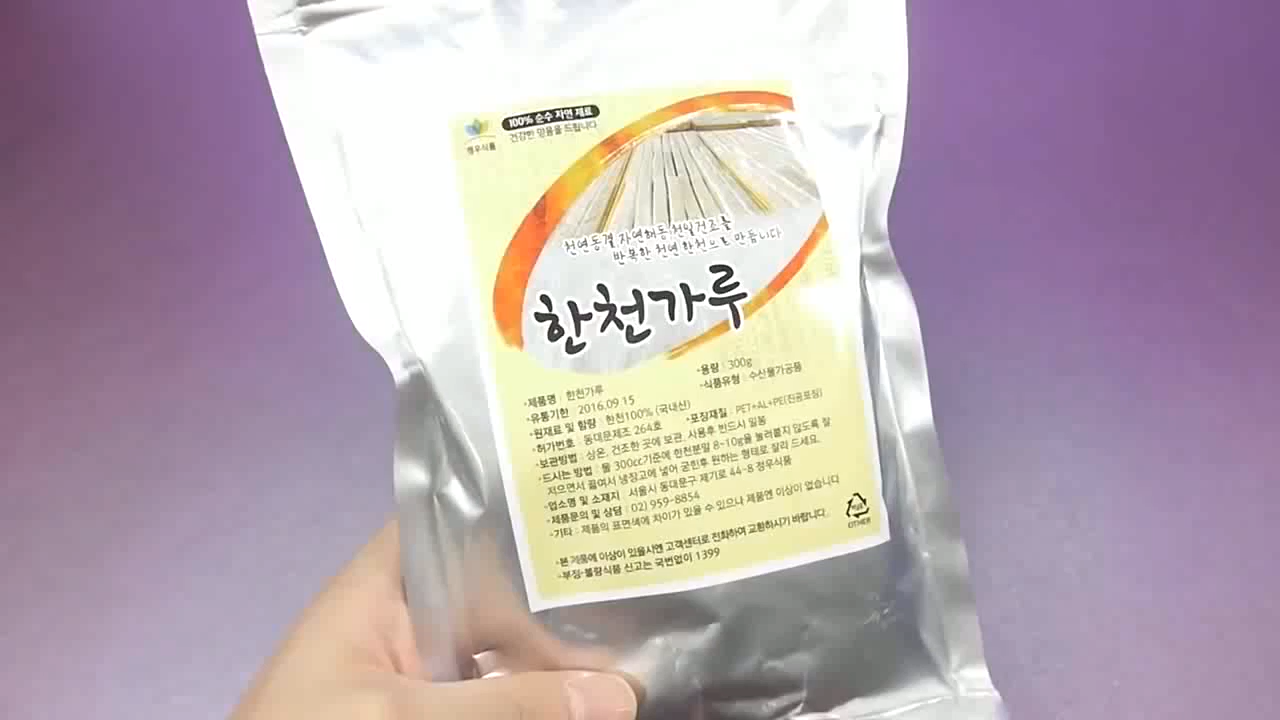 정우식품
100% 순수 자연 재료
건강한 믿음을 드립니다
천연동결 자연해동 천일건조를
반복한 천연한천으로 만듭니다
한천가루
•제품명 : 한천가루
•용량 : 300g
•유통기한 : 2016.09 15
•식품유형 : 수산물가공품
•원재료 및 함량 : 한천100% (국내산)
•허가번호 : 동대문제조 264호
•포장재질 : PET+AL+PE(진공포장)
•보관방법 : 상온, 건조한 곳에 보관, 사용후 반드시 밀봉
•드시는 방법 : 물 300cc기준에 한천분말 8~10g을 눌러붙지 않도록 잘
저으면서 끓여서 냉장고에 넣어 굳힌후 원하는 형태로 잘라 드세요.
•업소명 및 소재지 : 서울시 동대문구 제기로 44-8 정우식품
•제품문의 및 상담 : 02) 959-8854
•기타 : 제품의 표면색에 차이가 있을 수 있으나 제품엔 이상이 없습니다
•본 제품에 이상이 있을시엔 고객센터로 전화하여 교환하시기 바랍니다.
•부정·불량식품 신고는 국번없이 1399
OTHER